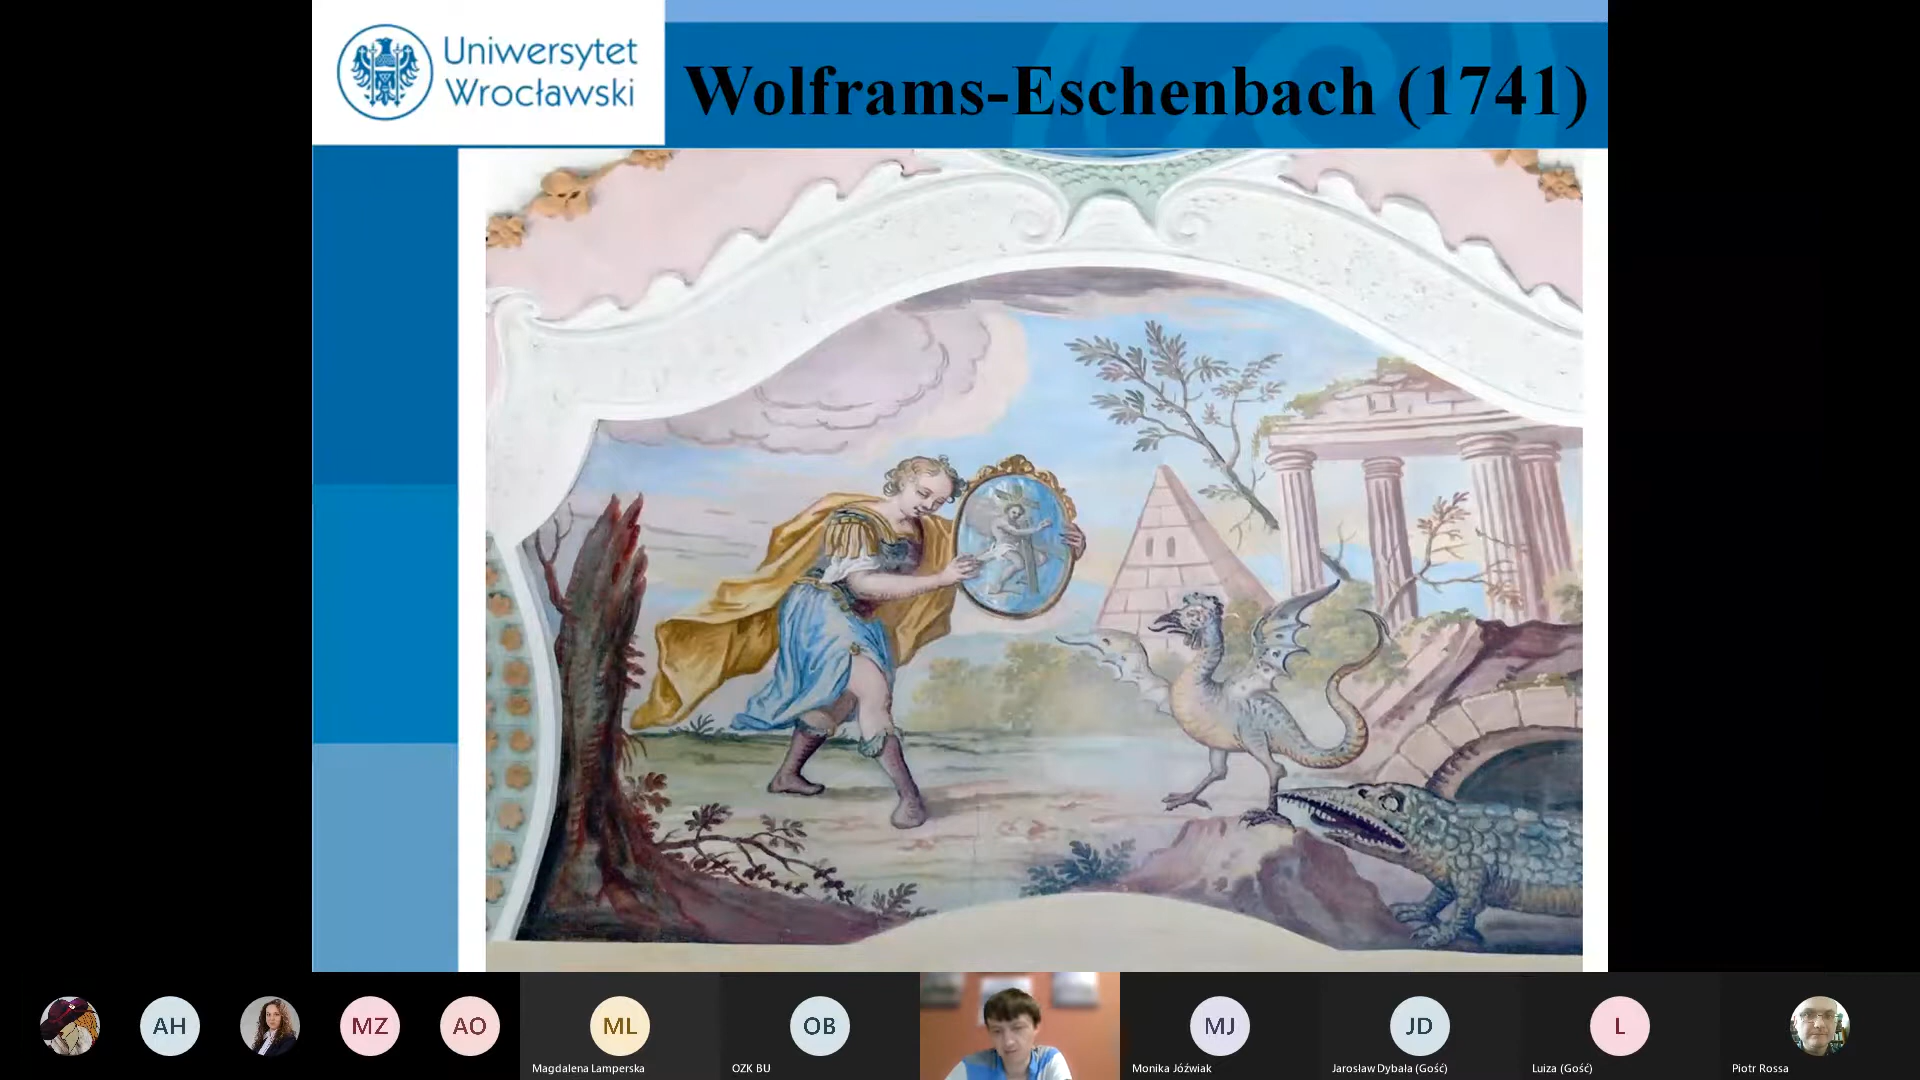 Uniwersytet
Wrocławski
Wolframs-Eschenbach (1741)
AH
MZ
AO
ML
OB
MJ
JD
L
Magdalena Lamperska
OZK BU
Monika Jóźwiak
Jarosław Dybała (Gość)
Luiza (Gość)
Piotr Rossa